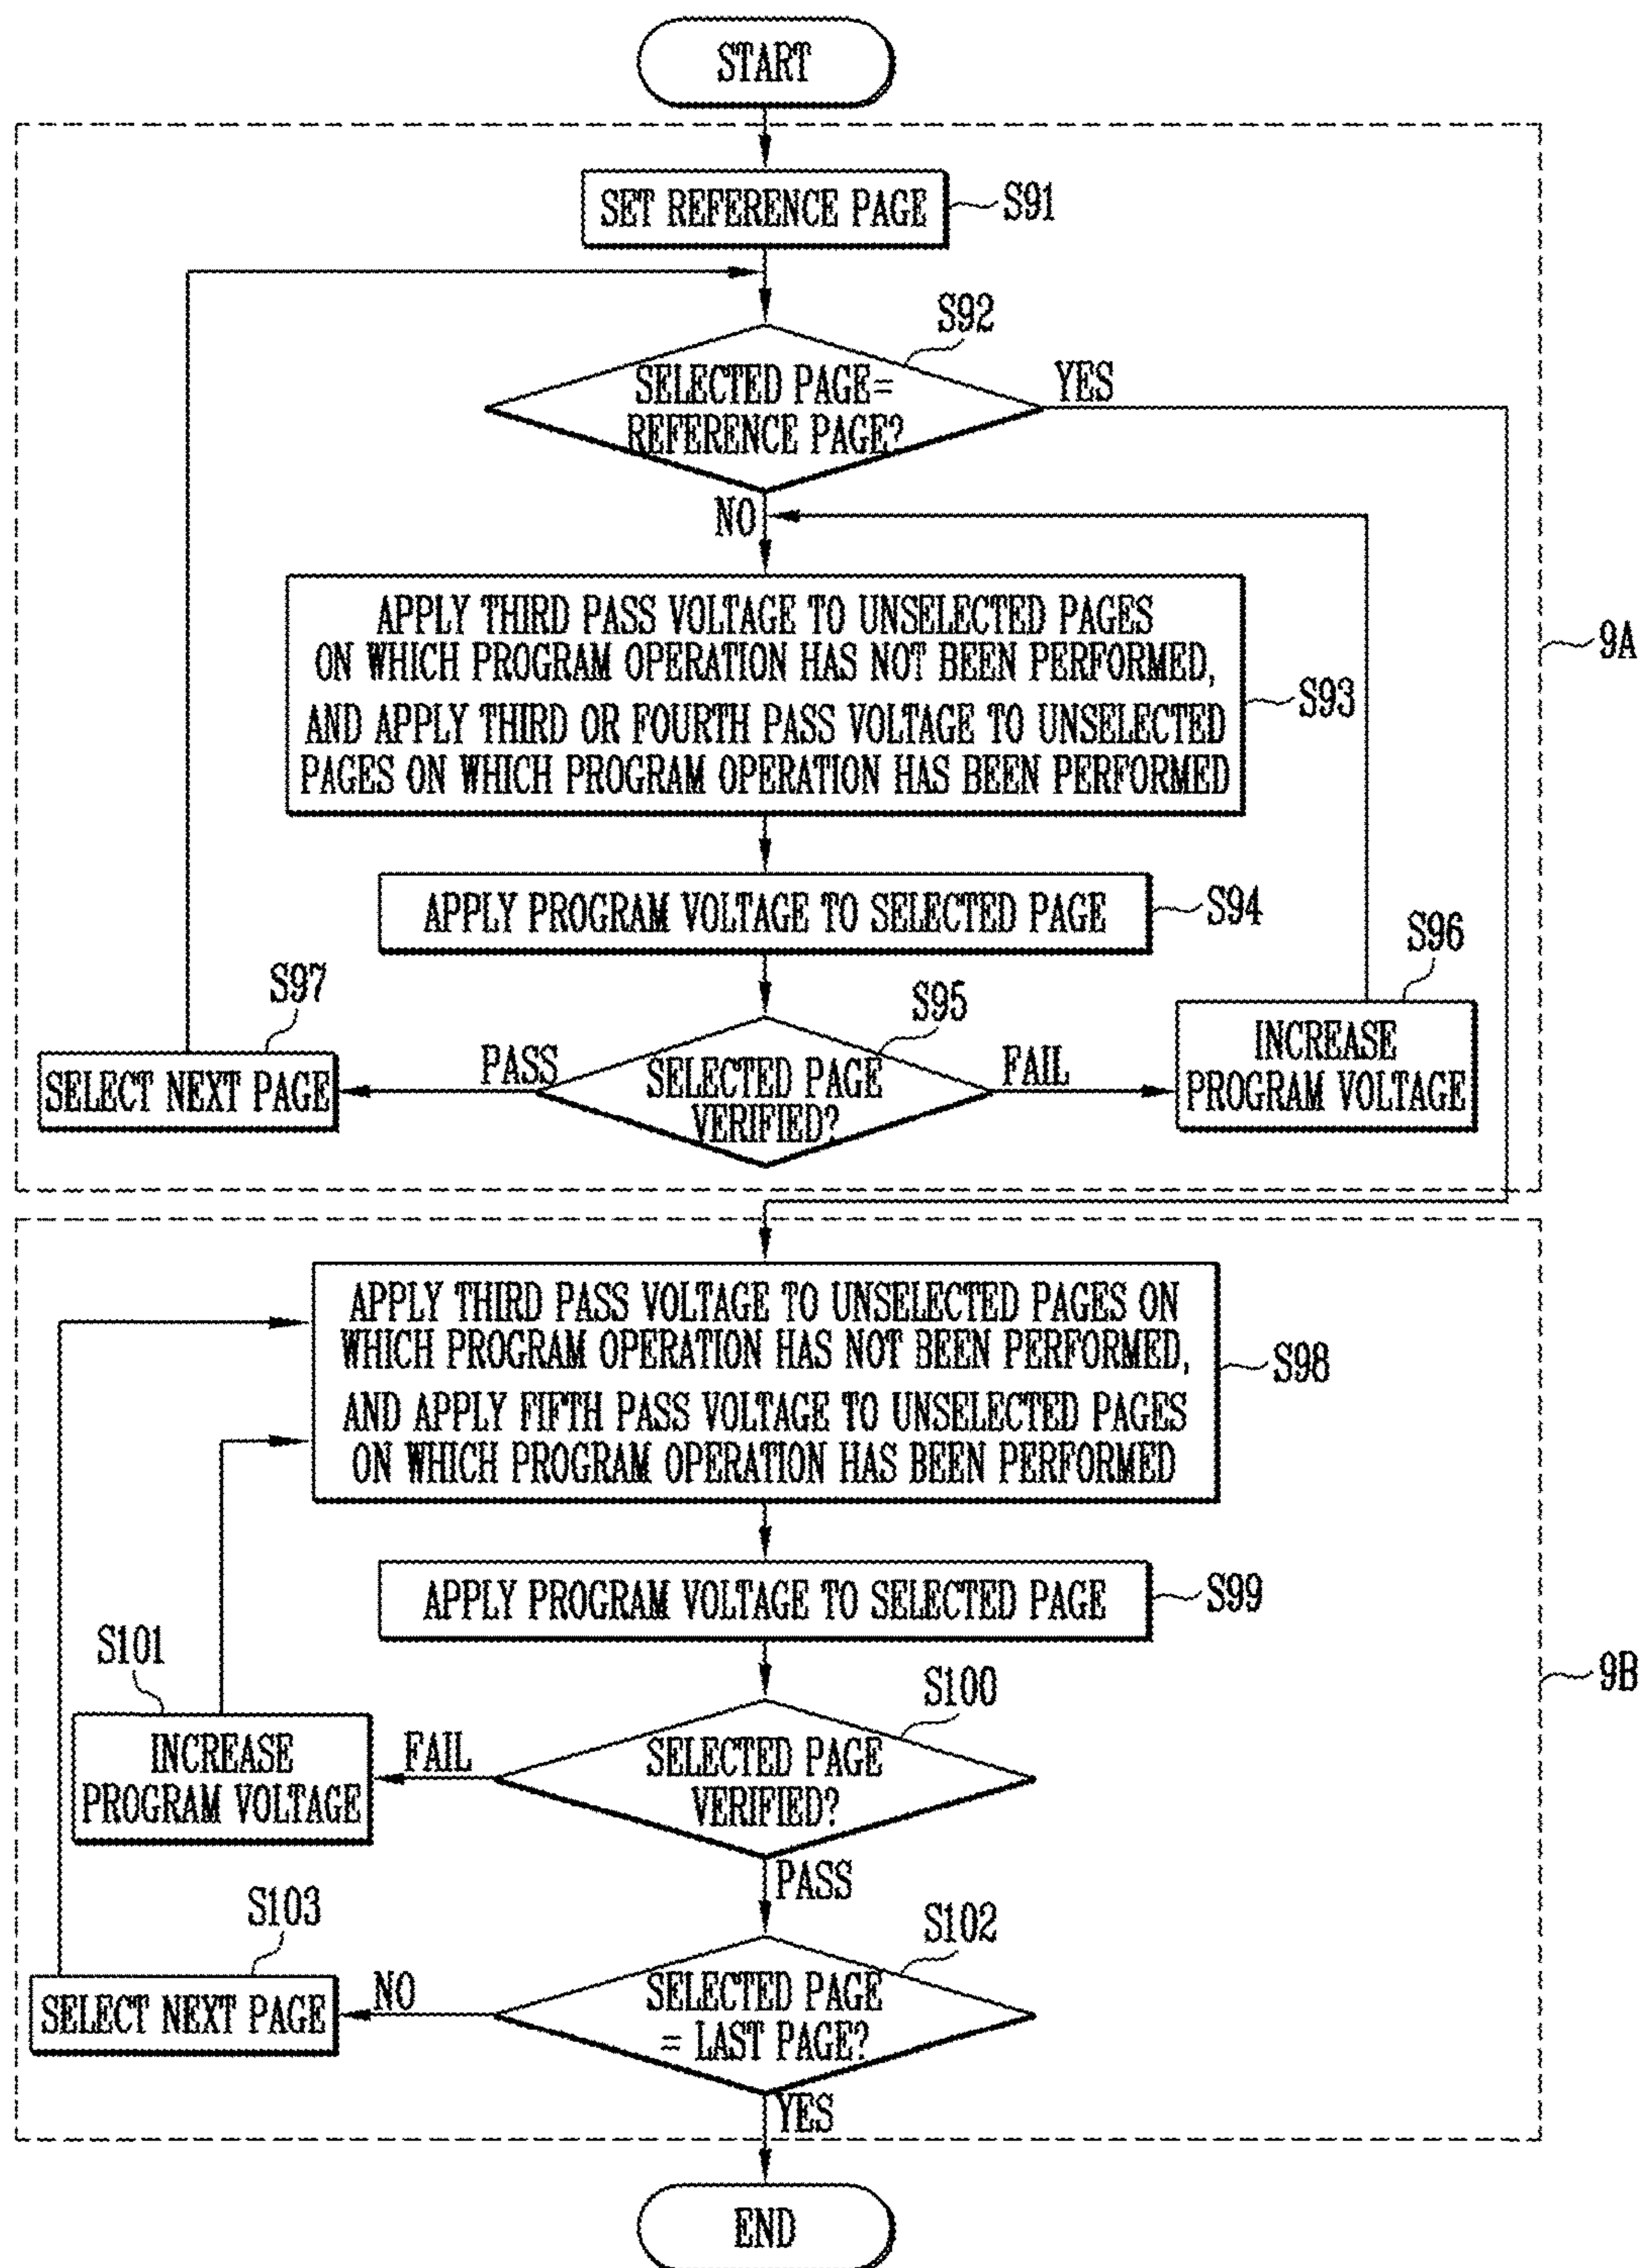 START
SET REFERENCE PAGE
S91
S92
SELECTED PAGE=
REFERENCE PAGE?
YES
NO
APPLY THIRD PASS VOLTAGE TO UNSELECTED PAGES
ON WHICH PROGRAM OPERATION HAS NOT BEEN PERFORMED,
AND APPLY THIRD OR FOURTH PASS VOLTAGE TO UNSELECTED
PAGES ON WHICH PROGRAM OPERATION HAS BEEN PERFORMED
S93
9A
APPLY PROGRAM VOLTAGE TO SELECTED PAGE
S94
S96
S97
S95
SELECT NEXT PAGE
PASS
SELECTED PAGE
VERIFIED?
FAIL
INCREASE
PROGRAM VOLTAGE
APPLY THIRD PASS VOLTAGE TO UNSELECTED PAGES ON
WHICH PROGRAM OPERATION HAS NOT BEEN PERFORMED,
AND APPLY FIFTH PASS VOLTAGE TO UNSELECTED PAGES
ON WHICH PROGRAM OPERATION HAS BEEN PERFORMED
S98
APPLY PROGRAM VOLTAGE TO SELECTED PAGE
S99
S101
S100
9B
INCREASE
PROGRAM VOLTAGE
FAIL
SELECTED PAGE
VERIFIED?
PASS
S103
S102
SELECT NEXT PAGE
NO
SELECTED PAGE
= LAST PAGE?
YES
END